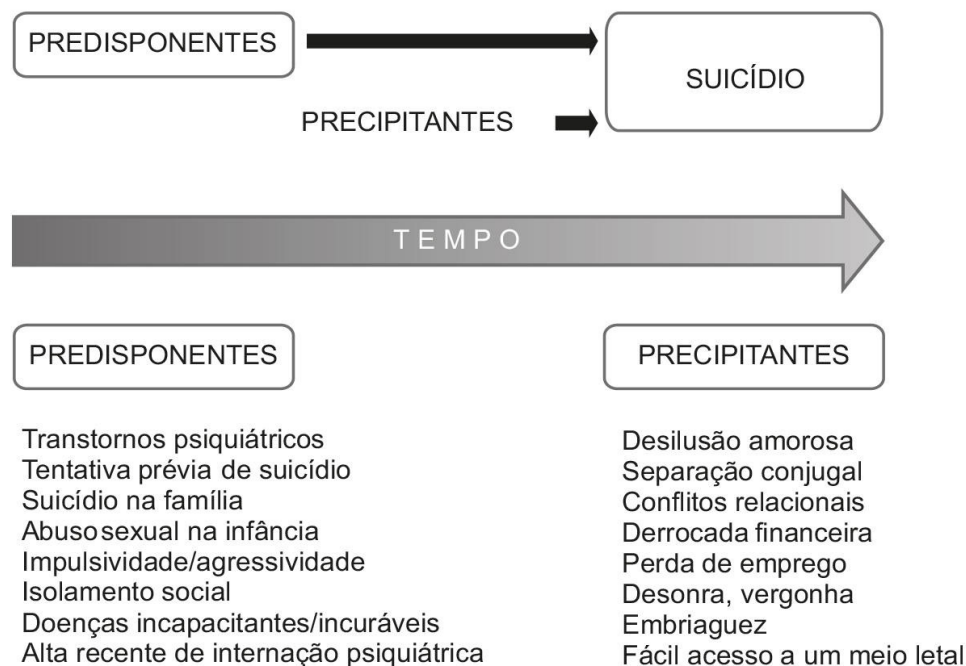 PREDISPONENTES
SUICÍDIO
PRECIPITANTES
TEMPO
PREDISPONENTES
Transtornos psiquiátricos
Tentativa prévia de suicídio
Suicídio na família
Abuso sexual na infância
Impulsividade/agressividade
Isolamento social
Doenças incapacitantes/incuráveis
Alta recente de internação psiquiátrica
PRECIPITANTES
Desilusão amorosa
Separação conjugal
Conflitos relacionais
Derrocada financeira
Perda de emprego
Desonra, vergonha
Embriaguez
Fácil acesso a um meio letal